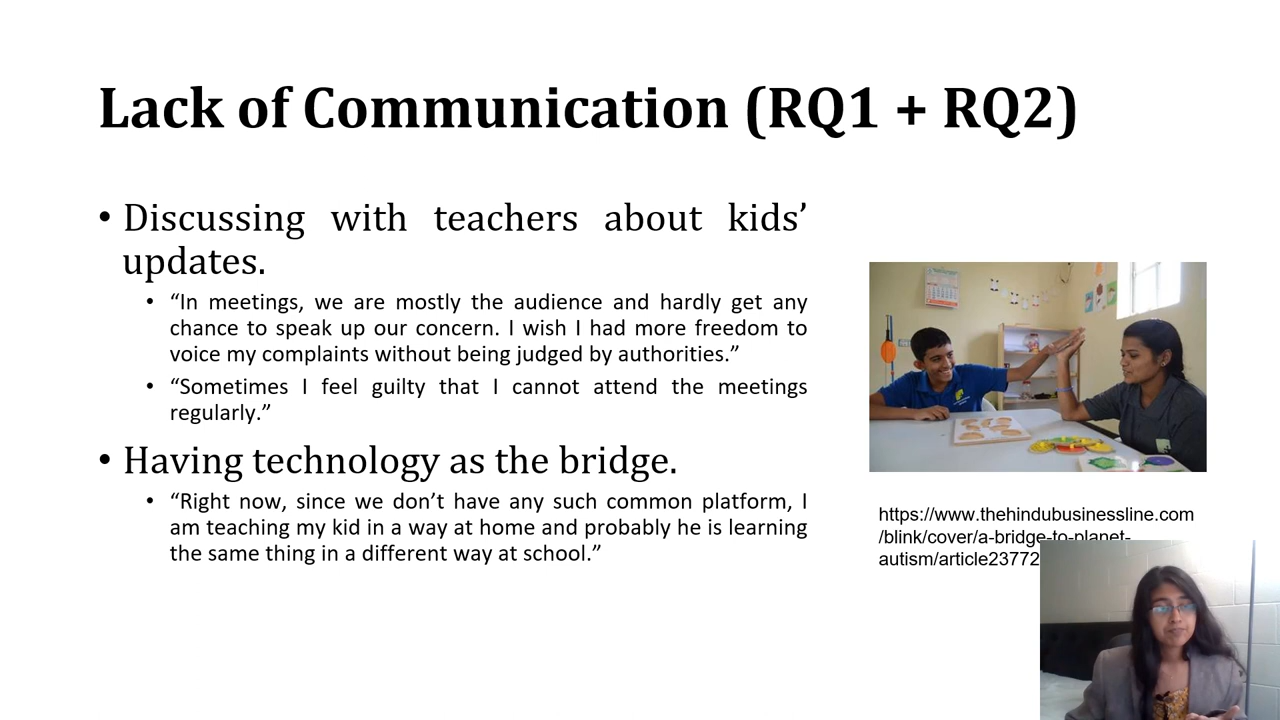 Lack of Communication (RQ1 + RQ2)
• Discussing with teachers about kids’
updates.
• “In meetings, we are mostly the audience and hardly get any
chance to speak up our concern. I wish I had more freedom to
voice my complaints without being judged by authorities.”
• “Sometimes I feel guilty that I cannot attend the meetings
regularly.”
• Having technology as the bridge.
• “Right now, since we don’t have any such common platform, I
am teaching my kid in a way at home and probably he is learning
the same thing in a different way at school.”
https://www.thehindubusinessline.com
/blink/cover/a-bridge-to-planet-
autism/article23772